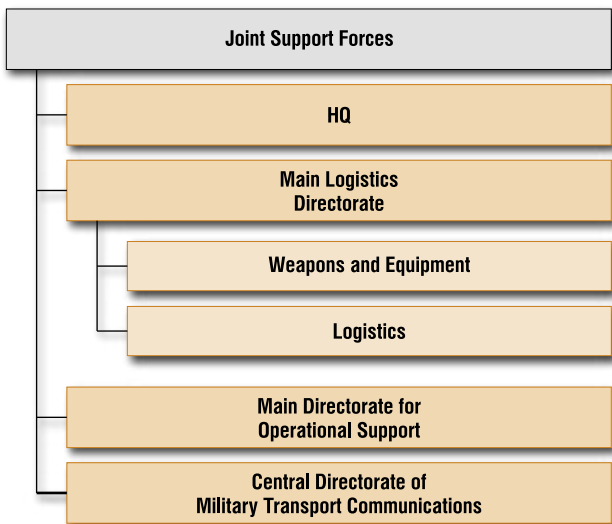 Joint Support Forces
HQ
Main Logistics
Directorate
Weapons and Equipment
Logistics
Main Directorate for
Operational Support
Central Directorate of
Military Transport Communications